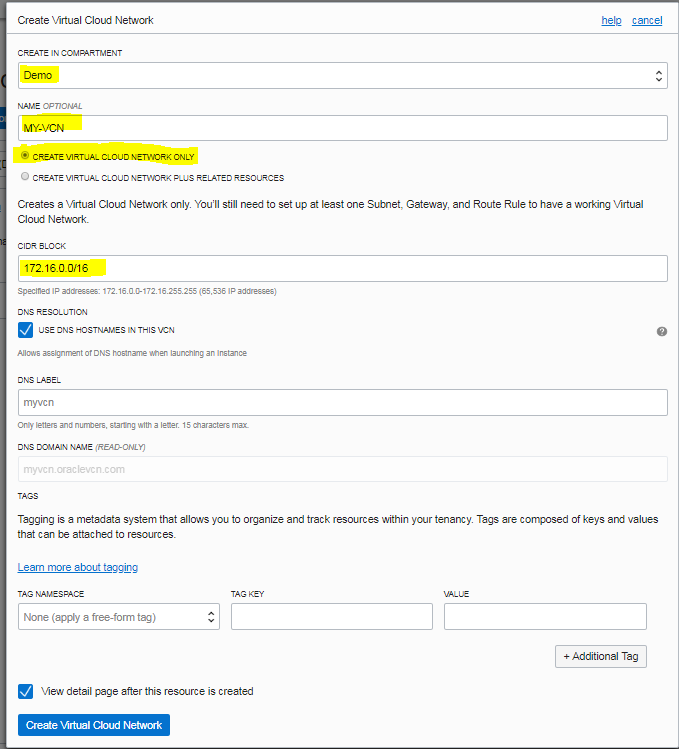 Create Virtual Cloud Network help cancel
CREATE IN COMPARTMENT
Demo
NAME OPTIONAL
MY-VCN
CREATE VIRTUAL CLOUD NETWORK ONLY
CREATE VIRTUAL CLOUD NETWORK PLUS RELATED RESOURCES
Creates a Virtual Cloud Network only. You'll still need to set up at least one Subnet, Gateway, and Route Rule to have a working Virtual
Cloud Network.
CIDR BLOCK
172.16.0.0/16
Specified IP addresses: 172.16.0.0-172.16.255.255 (65,536 IP addresses)
DNS RESOLUTION
USE DNS HOSTNAMES IN THIS VCN
Allows assignment of DNS hostname when launching an Instance
DNS LABEL
myvcn
Only letters and numbers, starting with a letter. 15 characters max.
DNS DOMAIN NAME (READ-ONLY)
myvcn.oraclevcn.com
TAGS
Tagging is a metadata system that allows you to organize and track resources within your tenancy. Tags are composed of keys and values
that can be attached to resources.
Learn more about tagging
TAG NAMESPACE TAG KEY VALUE
None (apply a free-form tag)
+ Additional Tag
View detail page after this resource is created
Create Virtual Cloud Network